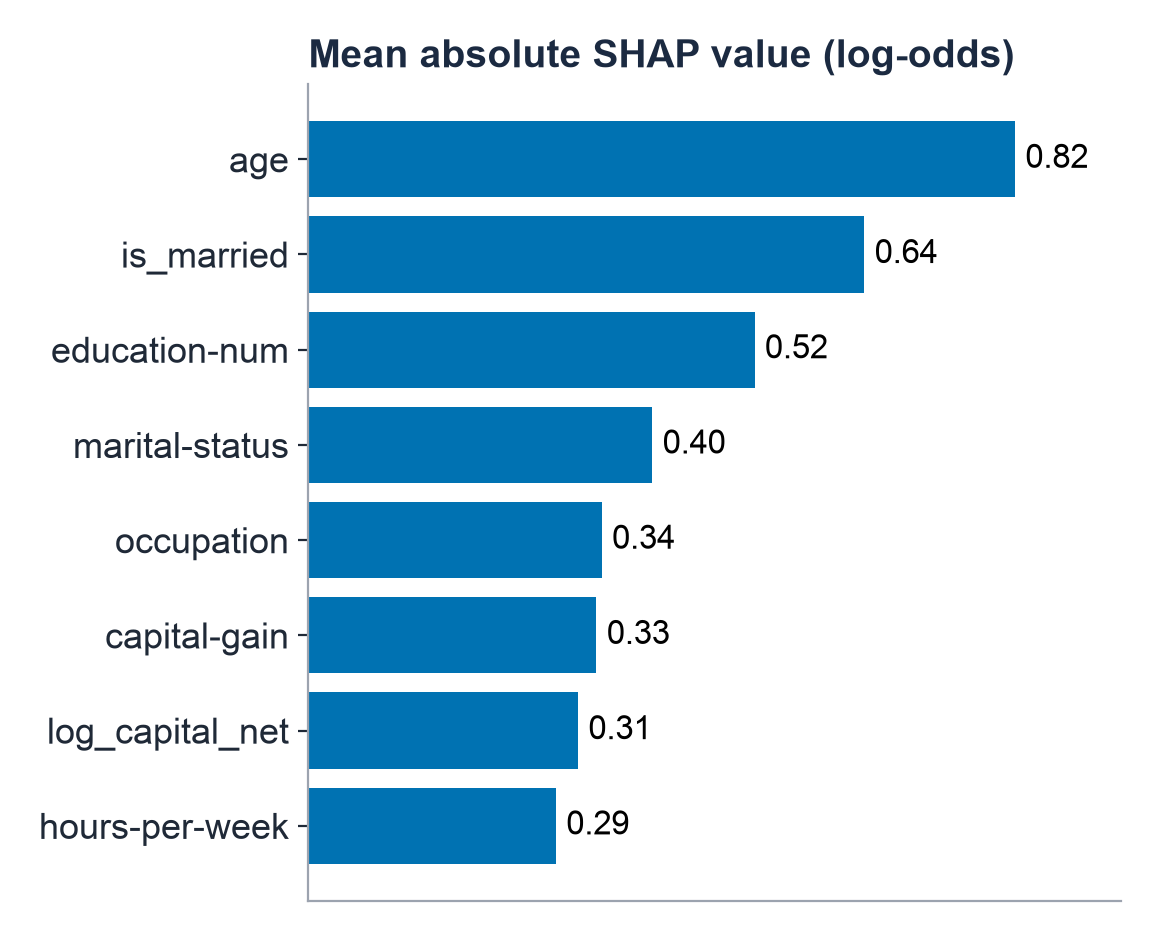 Mean absolute SHAP value (log-odds)
age 0.82
is_married 0.64
education-num 0.52
marital-status 0.40
occupation 0.34
capital-gain 0.33
log_capital_net 0.31
hours-per-week 0.29